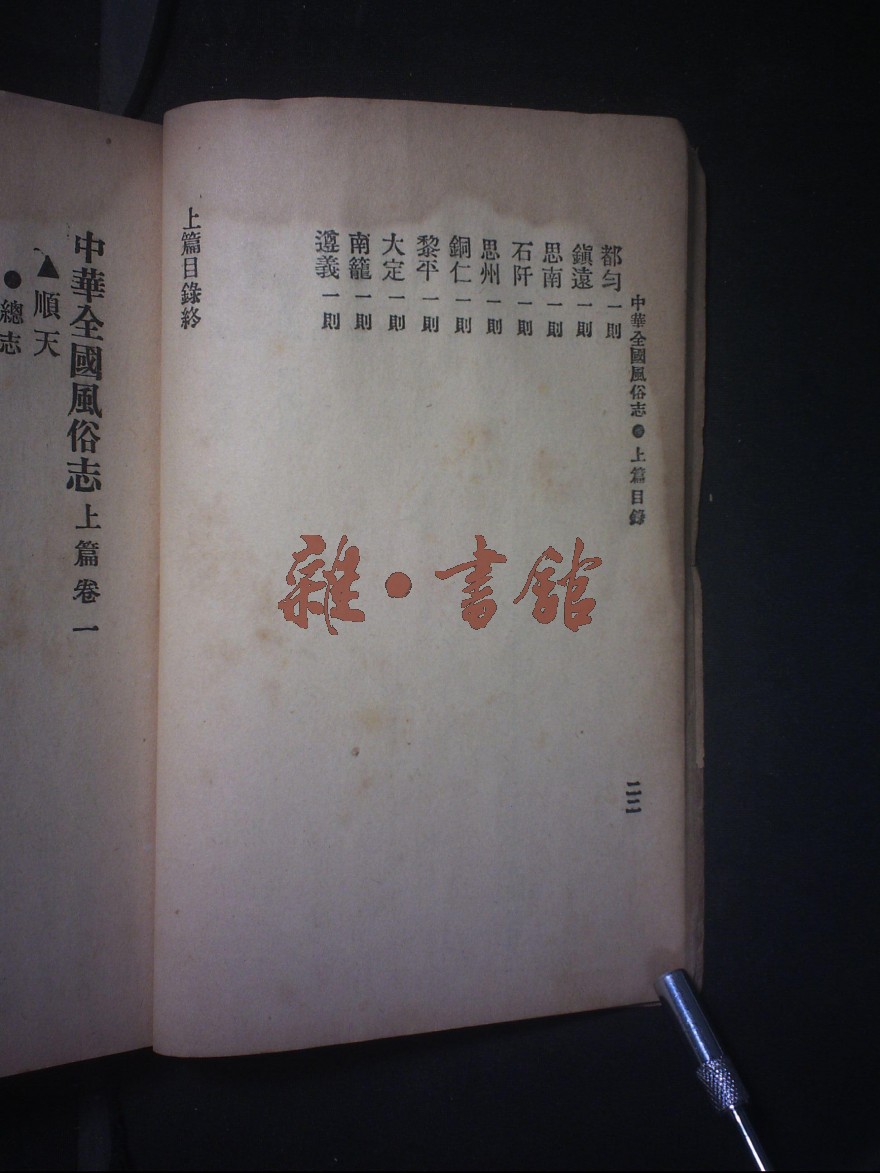 中華全國風俗志 ● 上篇目錄
二二
都勻 一則
鎭遠 一則
思南 一則
石阡 一則
思州 一則
銅仁 一則
黎平 一則
大定 一則
南籠 一則
遵義 一則
上篇目錄終
中華全國風俗志 上篇卷一
▲順天
●總志
雜•書館